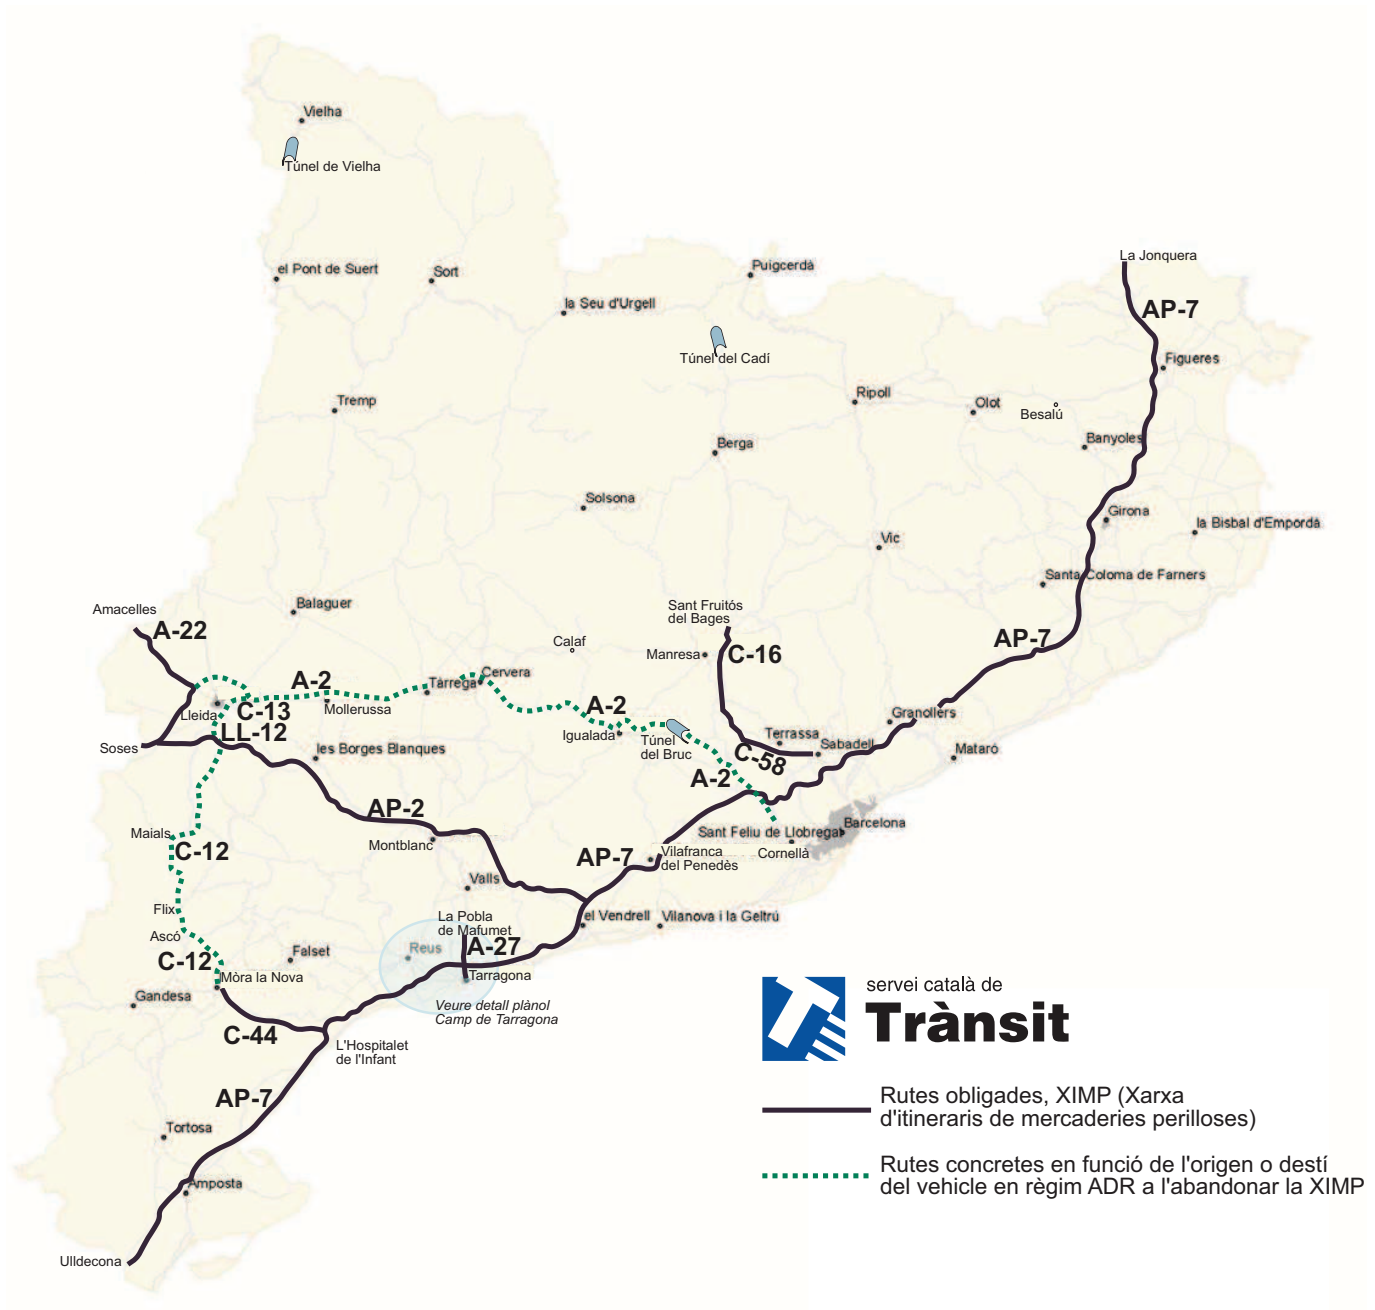 Vielha
Túnel de Vielha
el Pont de Suert
Sort
Puigcerdà
La Jonquera
la Seu d'Urgell
AP-7
Túnel del Cadí
Figueres
Tremp
Ripoll
Olot
Besalú
Berga
Banyoles
Solsona
Girona
la Bisbal d'Empordà
Vic
Santa Coloma de Farners
Balaguer
Amacelles
A-22
Sant Fruitós
del Bages
Calaf
AP-7
Manresa
C-16
Cervera
Tàrrega
A-2
Mollerussa
Lleida
C-13
LL-12
A-2
Igualada
Túnel
del Bruc
Granollers
Terrassa
Sabadell
Mataró
Soses
les Borges Blanques
C-58
A-2
AP-2
Montblanc
Maials
C-12
Barcelona
Sant Feliu de Llobregat
Cornellà
AP-7
Vilafranca
del Penedès
Valls
Flix
Ascó
La Pobla
de Mafumet
el Vendrell
Vilanova i la Geltrú
A-27
Reus
Falset
C-12
Móra la Nova
Tarragona
Gandesa
Veure detall plànol
Camp de Tarragona
C-44
L'Hospitalet
de l'Infant
AP-7
Tortosa
Amposta
Ulldecona
servei català de
Trànsit
Rutes obligades, XIMP (Xarxa
d'itineraris de mercaderies perilloses)
Rutes concretes en funció de l'origen o destí
del vehicle en règim ADR a l'abandonar la XIMP